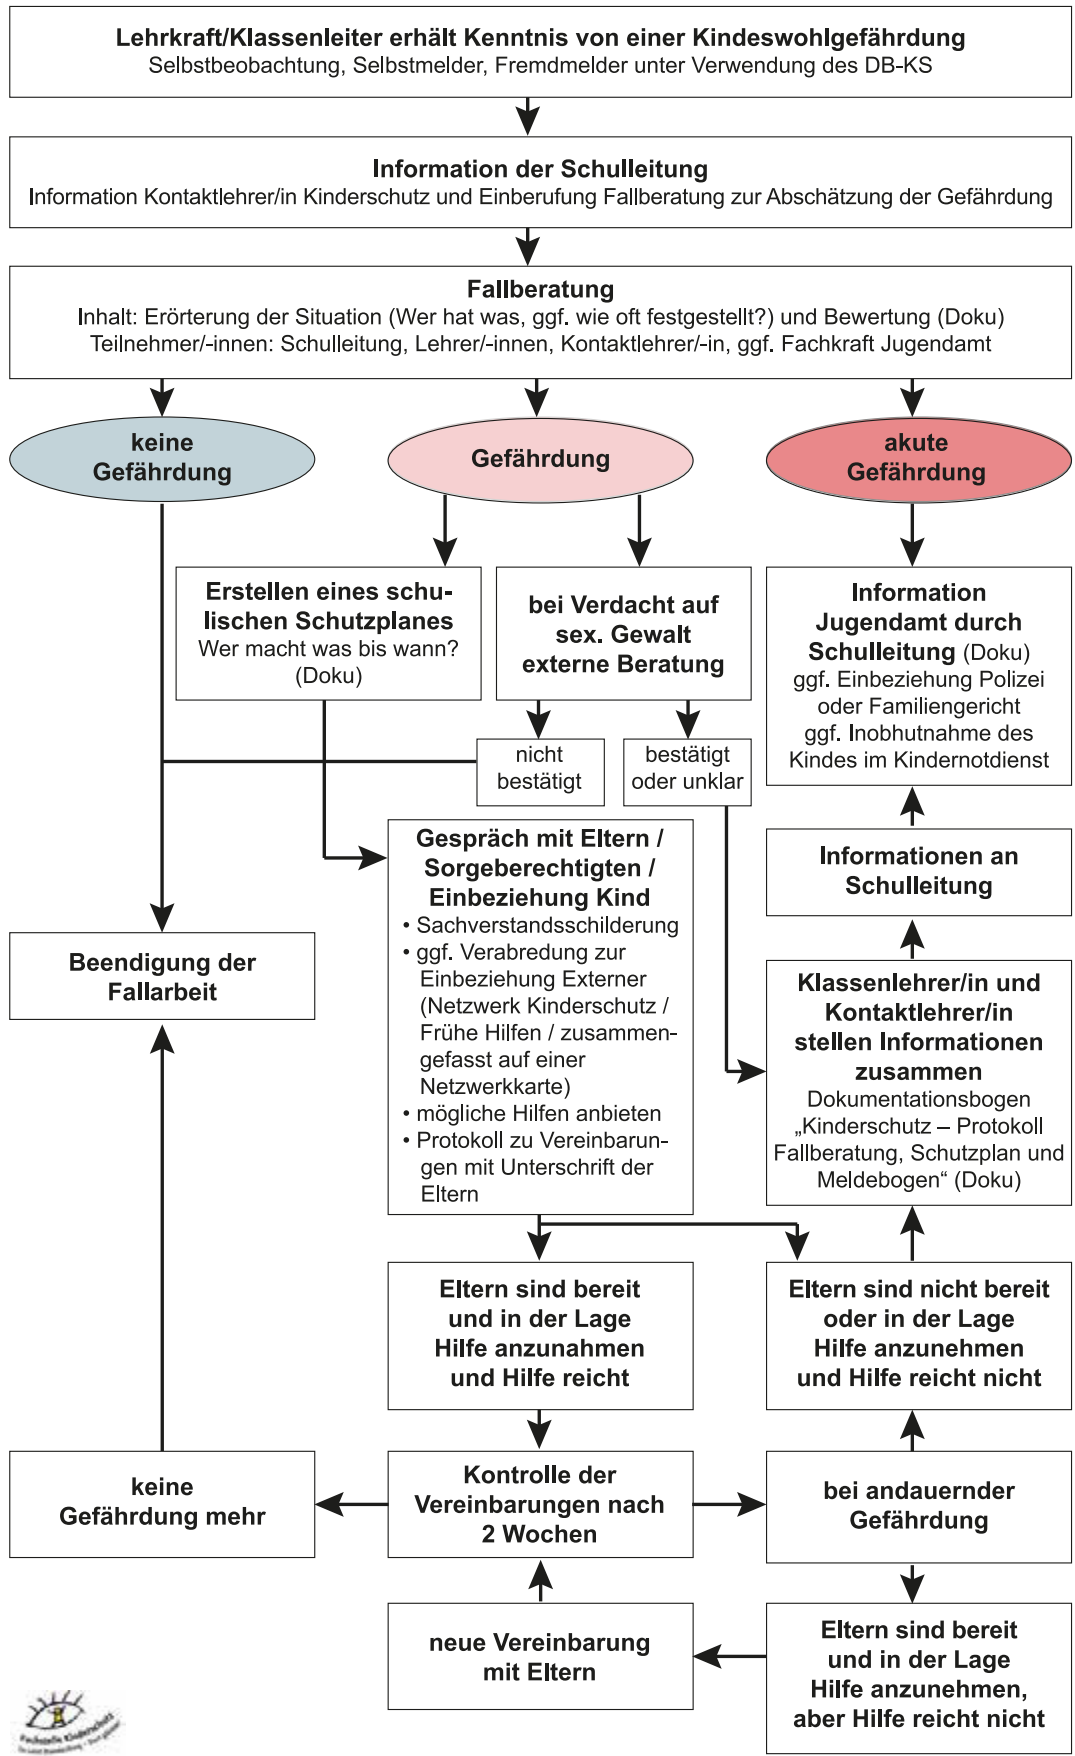 Lehrkraft/Klassenleiter erhält Kenntnis von einer Kindeswohlgefährdung
Selbstbeobachtung, Selbstmelder, Fremdmelder unter Verwendung des DB-KS
Information der Schulleitung
Information Kontaktlehrer/in Kinderschutz und Einberufung Fallberatung zur Abschätzung der Gefährdung
Fallberatung
Inhalt: Erörterung der Situation (Wer hat was, ggf. wie oft festgestellt?) und Bewertung (Doku)
Teilnehmer/-innen: Schulleitung, Lehrer/-innen, Kontaktlehrer/-in, ggf. Fachkraft Jugendamt
keine
Gefährdung
Gefährdung
akute
Gefährdung
Erstellen eines schu-
lischen Schutzplanes
Wer macht was bis wann?
(Doku)
bei Verdacht auf
sex. Gewalt
externe Beratung
Information
Jugendamt durch
Schulleitung (Doku)
ggf. Einbeziehung Polizei
oder Familiengericht
ggf. Inobhutnahme des
Kindes im Kindernotdienst
nicht
bestätigt
bestätigt
oder unklar
Gespräch mit Eltern /
Sorgeberechtigten /
Einbeziehung Kind
• Sachverstandsschilderung
• ggf. Verabredung zur
Einbeziehung Externer
(Netzwerk Kinderschutz /
Frühe Hilfen / zusammen-
gefasst auf einer
Netzwerkkarte)
• mögliche Hilfen anbieten
• Protokoll zu Vereinbarun-
gen mit Unterschrift der
Eltern
Informationen an
Schulleitung
Beendigung der
Fallarbeit
Klassenlehrer/in und
Kontaktlehrer/in
stellen Informationen
zusammen
Dokumentationsbogen
„Kinderschutz – Protokoll
Fallberatung, Schutzplan und
Meldebogen“ (Doku)
Eltern sind bereit
und in der Lage
Hilfe anzunahmen
und Hilfe reicht
Eltern sind nicht bereit
oder in der Lage
Hilfe anzunehmen
und Hilfe reicht nicht
keine
Gefährdung mehr
Kontrolle der
Vereinbarungen nach
2 Wochen
bei andauernder
Gefährdung
neue Vereinbarung
mit Eltern
Eltern sind bereit
und in der Lage
Hilfe anzunehmen,
aber Hilfe reicht nicht
Fachstelle Kinderschutz